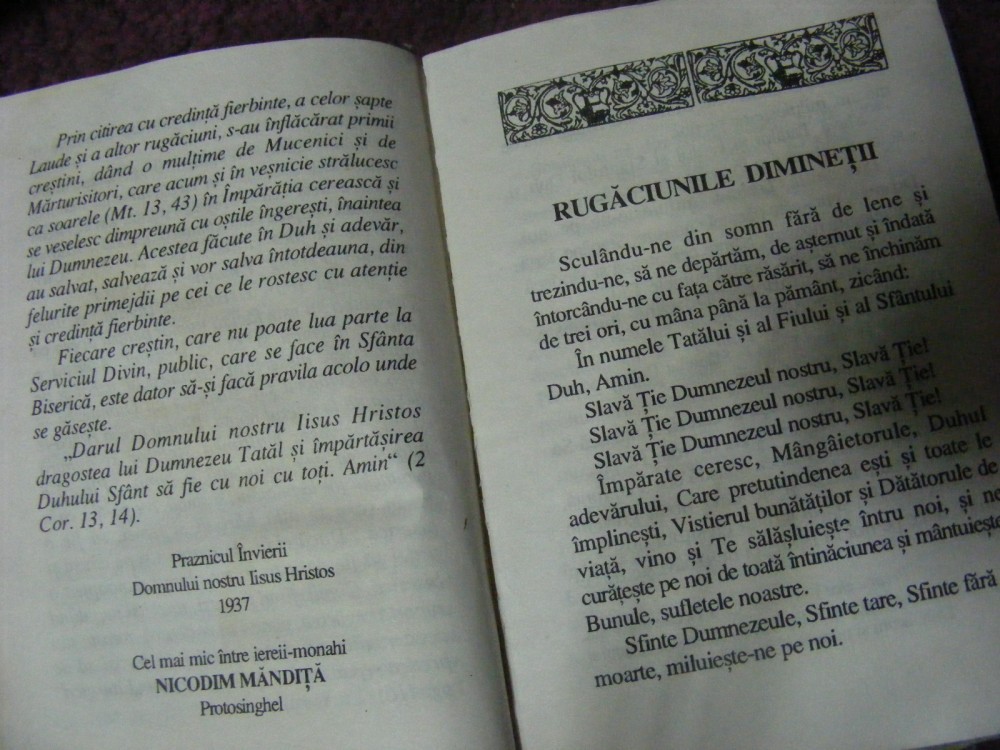 Prin citirea cu credință fierbinte, a celor șapte
Laude și a altor rugăciuni, s-au înflăcărat primii
creștini, dând o mulțime de Mucenici și de
Mărturisitori, care acum și în veșnicie strălucesc
ca soarele (Mt. 13, 43) în Împărăția cerească și
se veselesc dimpreună cu oștile îngerești, înaintea
lui Dumnezeu. Acestea făcute în Duh și adevăr,
au salvat, salvează și vor salva întotdeauna, din
felurite primejdii pe cei ce le rostesc cu atenție
și credință fierbinte.
Fiecare creștin, care nu poate lua parte la
Serviciul Divin, public, care se face în Sfânta
Biserică, este dator să-și facă pravila acolo unde
se găsește.
„Darul Domnului nostru Iisus Hristos
dragostea lui Dumnezeu Tatăl și împărtășirea
Duhului Sfânt să fie cu noi cu toți. Amin“ (2
Cor. 13, 14).
Praznicul Învierii
Domnului nostru Iisus Hristos
1937
Cel mai mic între iereii-monahi
NICODIM MĂNDIȚĂ
Protosinghel
RUGĂCIUNILE DIMINEȚII
Sculându-ne din somn fără de lene și
trezindu-ne, să ne depărtăm, de așternut și îndată
întorcându-ne cu fața către răsărit, să ne închinăm
de trei ori, cu mâna până la pământ, zicând:
În numele Tatălui și al Fiului și al Sfântului
Duh, Amin.
Slavă Ție Dumnezeul nostru, Slavă Ție!
Slavă Ție Dumnezeul nostru, Slavă Ție!
Slavă Ție Dumnezeul nostru, Slavă Ție!
Împărate ceresc, Mângâietorule, Duhul
adevărului, Care pretutindenea ești și toate le
împlinești, Vistierul bunătăților și Dătătorule de
viață, vino și Te sălășluiește întru noi, și ne
curățește pe noi de toată întinăciunea și mântuiește
Bunule, sufletele noastre.
Sfinte Dumnezeule, Sfinte tare, Sfinte fără
moarte, miluiește-ne pe noi.